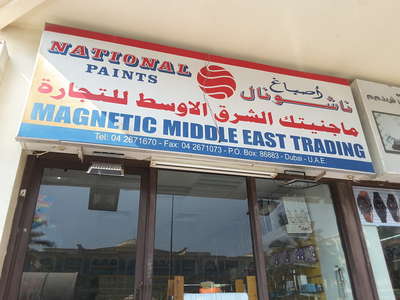 NATIONAL
PAINTS
أصباغ
ناشونال
ماجنيتك الشرق الاوسط للتجارة
MAGNETIC MIDDLE EAST TRADING
Tel: 04 2671670 - Fax: 04 2671073 - P.O. Box: 86883 - Dubai - U.A.E.